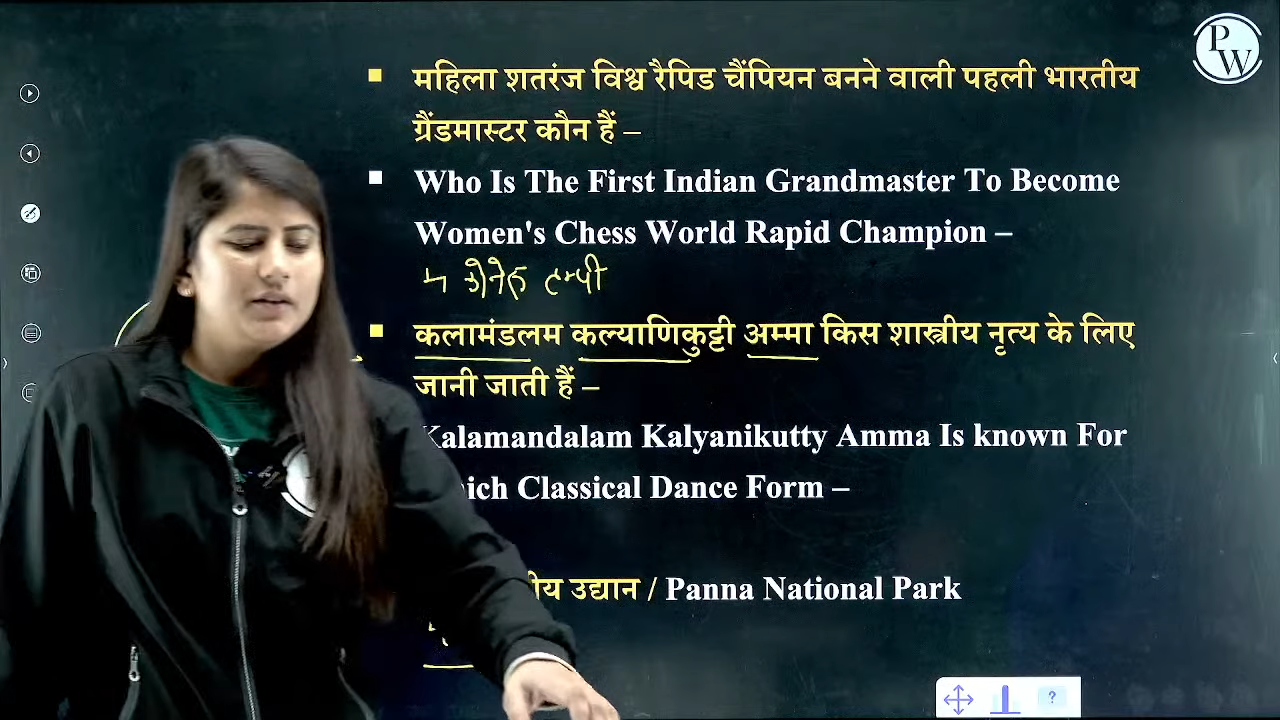 PW
महिला शतरंज विश्व रैपिड चैंपियन बनने वाली पहली भारतीय
ग्रैंडमास्टर कौन हैं –
Who Is The First Indian Grandmaster To Become
Women's Chess World Rapid Champion –
कलामंडलम कल्याणिकुट्टी अम्मा किस शास्त्रीय नृत्य के लिए
जानी जाती हैं –
Kalamandalam Kalyanikutty Amma Is known For
Classical Dance Form –
उद्यान / Panna National Park
?